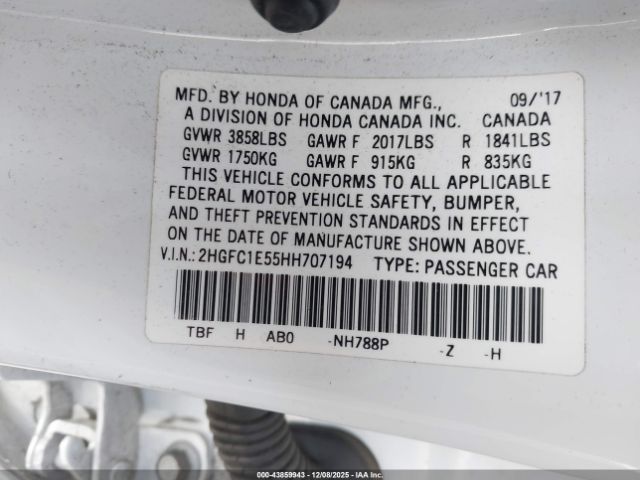 MFD. BY HONDA OF CANADA MFG., 09/'17
A DIVISION OF HONDA CANADA INC. CANADA
GVWR 3858LBS GAWR F 2017LBS R 1841LBS
GVWR 1750KG GAWR F 915KG R 835KG
THIS VEHICLE CONFORMS TO ALL APPLICABLE
FEDERAL MOTOR VEHICLE SAFETY, BUMPER,
AND THEFT PREVENTION STANDARDS IN EFFECT
ON THE DATE OF MANUFACTURE SHOWN ABOVE.
V.I.N.: 2HGFC1E55HH707194 TYPE: PASSENGER CAR
TBF H AB0 -NH788P -Z -H
000-43859943 - 12/08/2025 - IAA Inc.